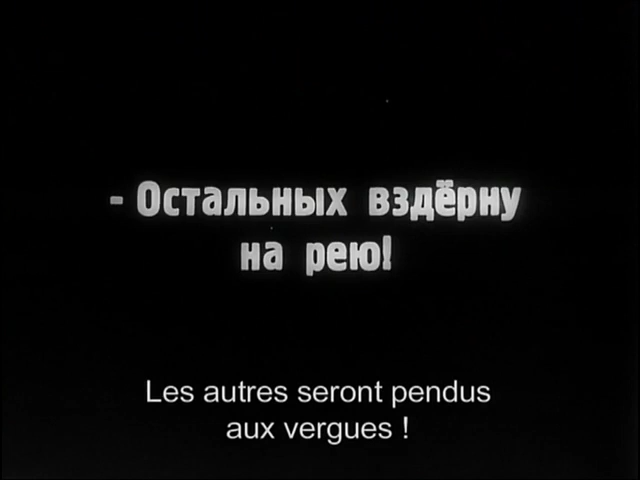 - Остальных вздёрну
на рею!
Les autres seront pendus
aux vergues !